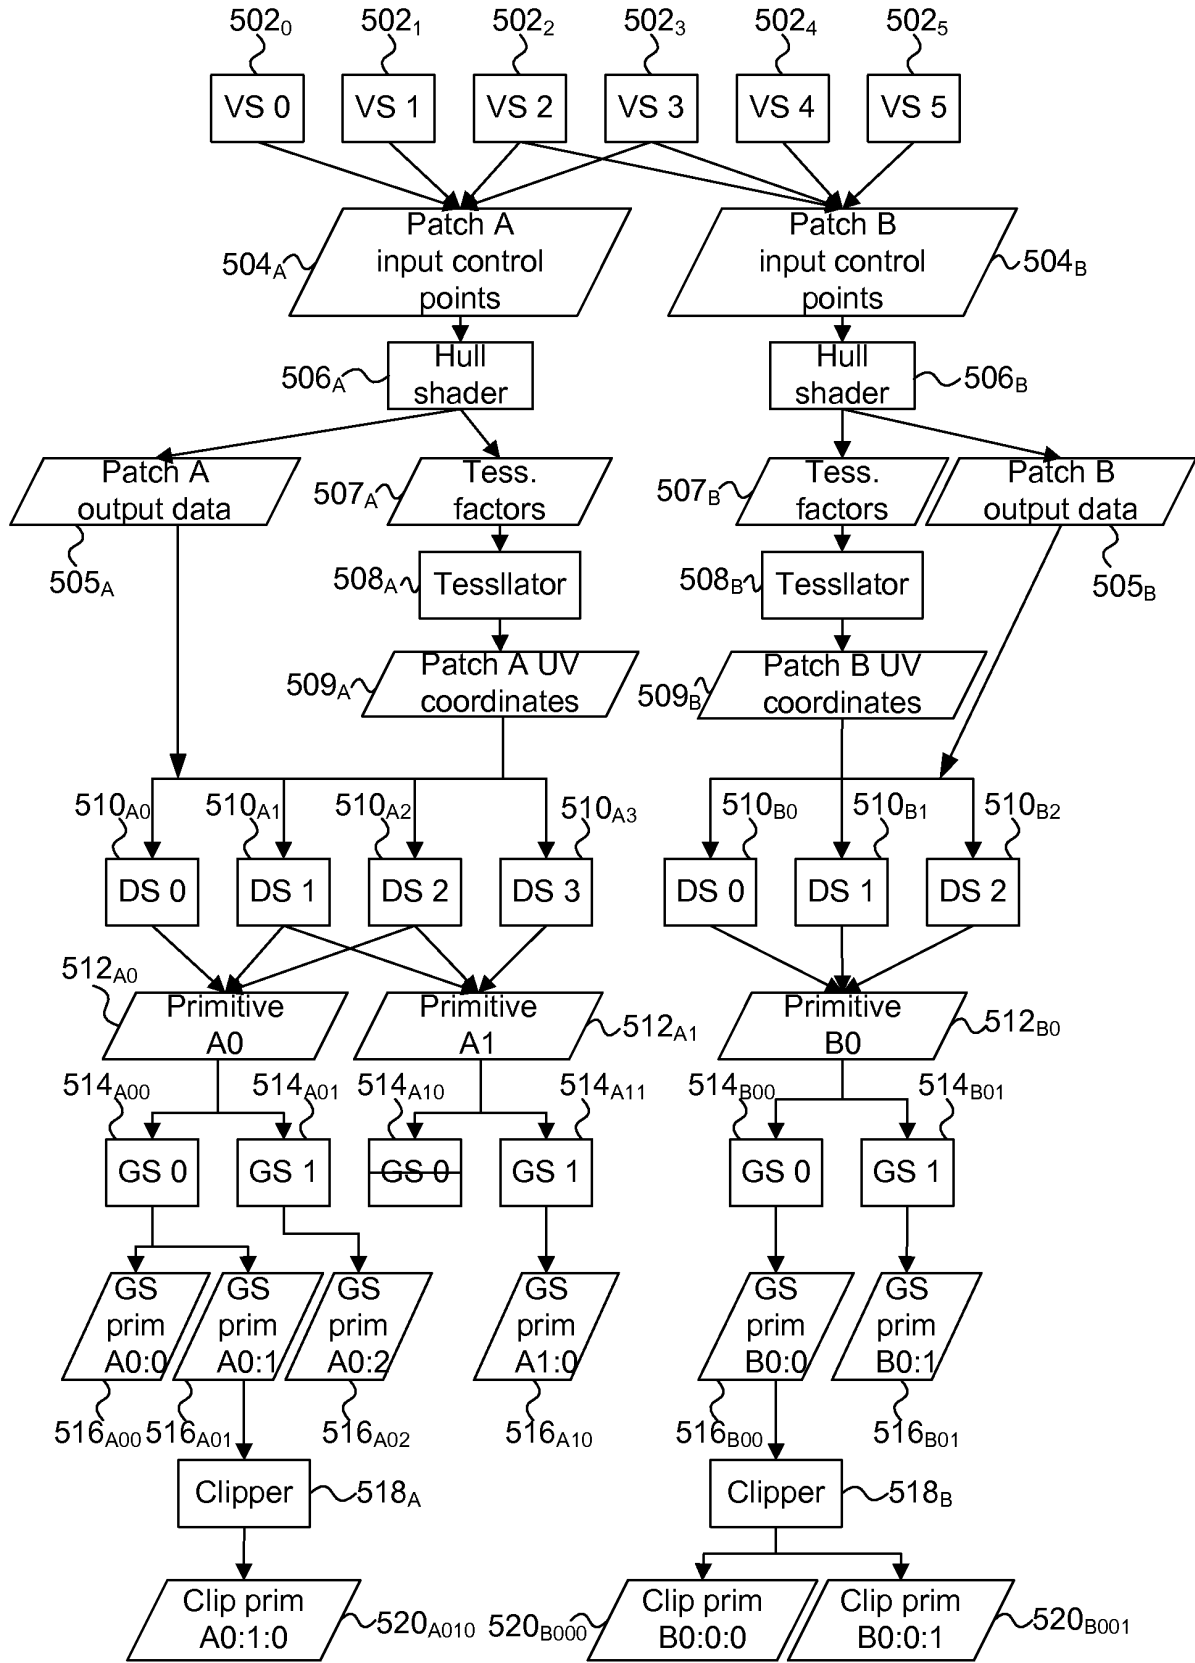 502₀ 502₁ 502₂ 502₃ 502₄ 502₅
VS 0 VS 1 VS 2 VS 3 VS 4 VS 5
Patch A Patch B
input control input control
points points
504A 504B
Hull Hull
shader shader
506A 506B
Patch A Tess. Tess. Patch B
output data factors factors output data
507A 507B
505A 505B
508A Tessllator 508B Tessllator
Patch A UV Patch B UV
coordinates coordinates
509A 509B
510A0 510A1 510A2 510A3 510B0 510B1 510B2
DS 0 DS 1 DS 2 DS 3 DS 0 DS 1 DS 2
512A0
Primitive Primitive Primitive
A0 A1 B0
512A1 512B0
514A00 514A01 514A10 514A11 514B00 514B01
GS 0 GS 1 GS 0 GS 1 GS 0 GS 1
GS GS GS GS GS GS
prim prim prim prim prim prim
A0:0 A0:1 A0:2 A1:0 B0:0 B0:1
516A00 516A01 516A02 516A10 516B00 516B01
Clipper 518A Clipper 518B
Clip prim Clip prim Clip prim
A0:1:0 B0:0:0 B0:0:1
520A010 520B000 520B001